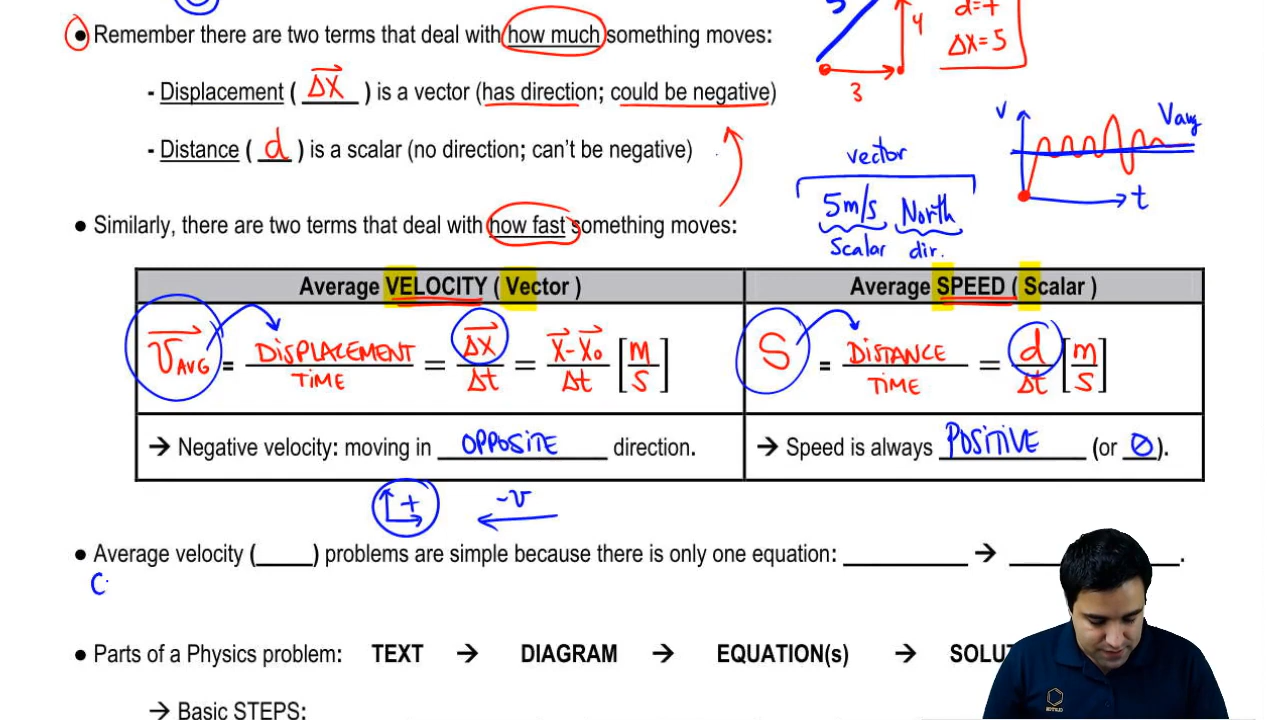 5
4
d=7
Δx=5
3
● Remember there are two terms that deal with how much something moves:
- Displacement ( Δx ) is a vector (has direction; could be negative)
- Distance ( d ) is a scalar (no direction; can't be negative)
v
Vavg
t
vector
5m/s North
Scalar dir.
● Similarly, there are two terms that deal with how fast something moves:
Average VELOCITY ( Vector )
Average SPEED ( Scalar )
V AVG = DISPLACEMENT / TIME = Δx / Δt = x-x₀ / Δt [m/s]
S = DISTANCE / TIME = d / Δt [m/s]
→ Negative velocity: moving in OPPOSITE direction.
→ Speed is always POSITIVE (or 0).
+
-v
● Average velocity (_____) problems are simple because there is only one equation: ___________ → ______________.
C
● Parts of a Physics problem: TEXT → DIAGRAM → EQUATION(s) →
→ Basic STEPS: